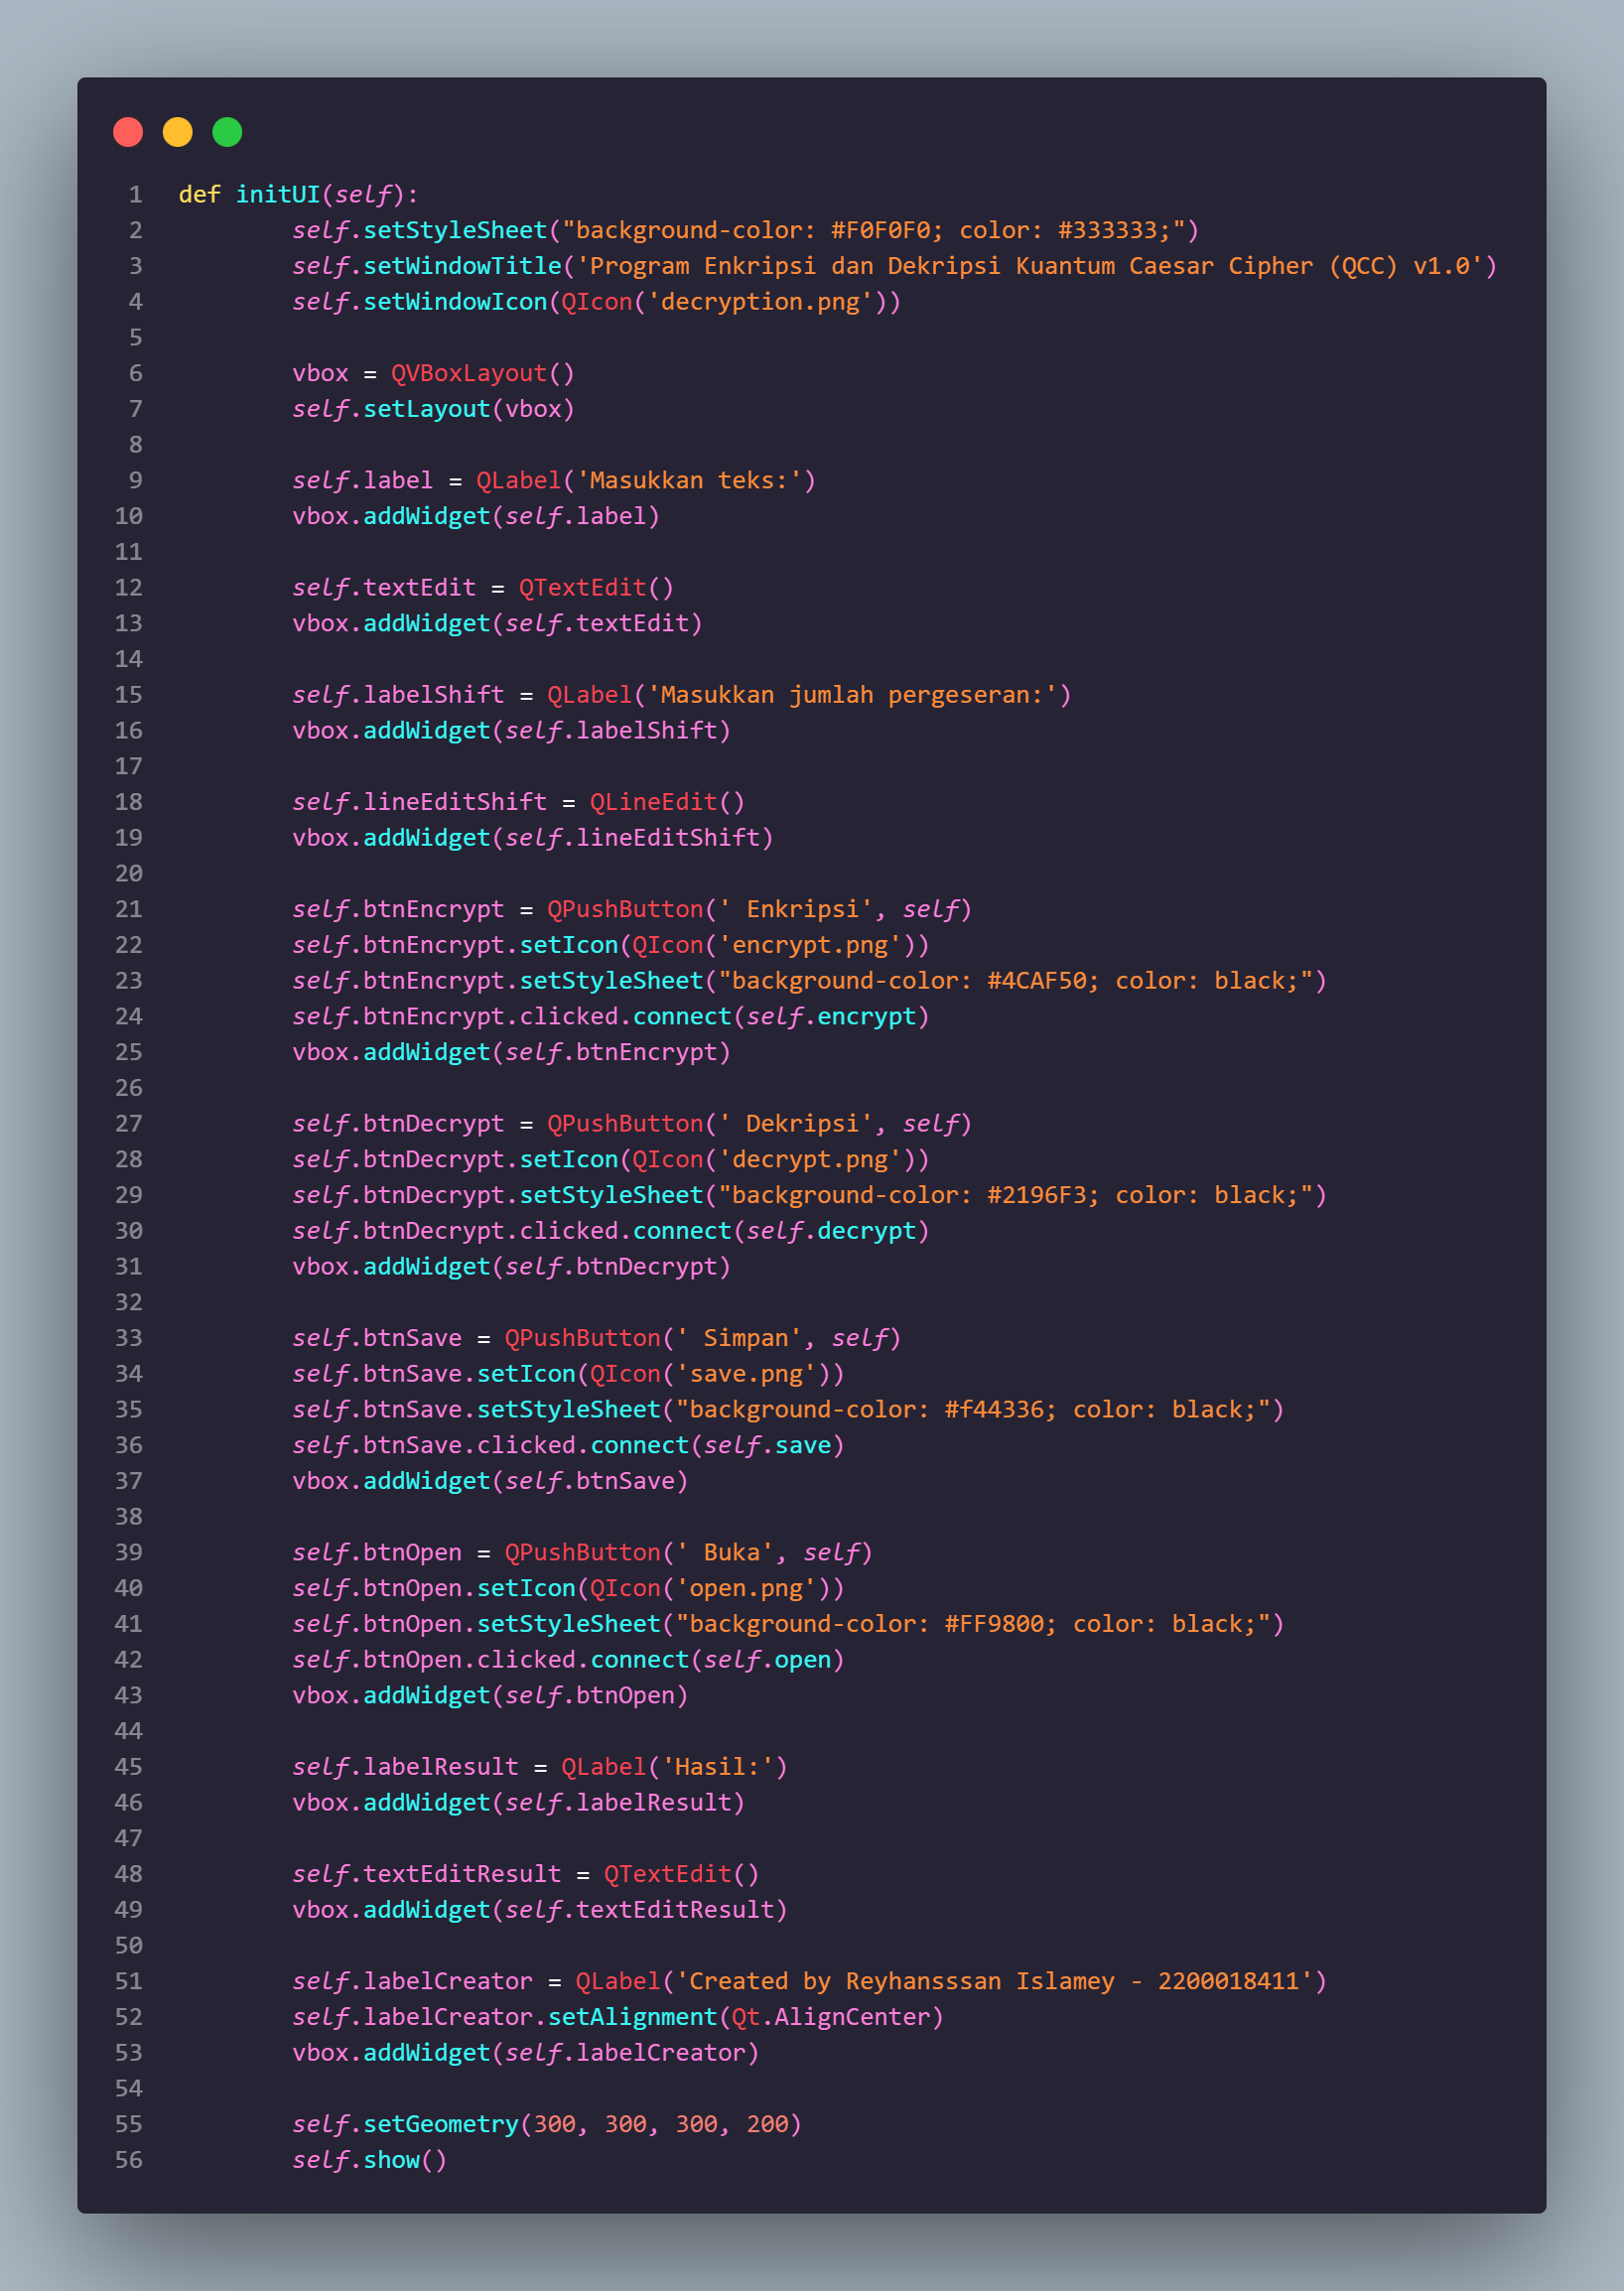 1 def initUI(self):
2 self.setStyleSheet("background-color: #F0F0F0; color: #333333;")
3 self.setWindowTitle('Program Enkripsi dan Dekripsi Kuantum Caesar Cipher (QCC) v1.0')
4 self.setWindowIcon(QIcon('decryption.png'))
5
6 vbox = QVBoxLayout()
7 self.setLayout(vbox)
8
9 self.label = QLabel('Masukkan teks:')
10 vbox.addWidget(self.label)
11
12 self.textEdit = QTextEdit()
13 vbox.addWidget(self.textEdit)
14
15 self.labelShift = QLabel('Masukkan jumlah pergeseran:')
16 vbox.addWidget(self.labelShift)
17
18 self.lineEditShift = QLineEdit()
19 vbox.addWidget(self.lineEditShift)
20
21 self.btnEncrypt = QPushButton(' Enkripsi', self)
22 self.btnEncrypt.setIcon(QIcon('encrypt.png'))
23 self.btnEncrypt.setStyleSheet("background-color: #4CAF50; color: black;")
24 self.btnEncrypt.clicked.connect(self.encrypt)
25 vbox.addWidget(self.btnEncrypt)
26
27 self.btnDecrypt = QPushButton(' Dekripsi', self)
28 self.btnDecrypt.setIcon(QIcon('decrypt.png'))
29 self.btnDecrypt.setStyleSheet("background-color: #2196F3; color: black;")
30 self.btnDecrypt.clicked.connect(self.decrypt)
31 vbox.addWidget(self.btnDecrypt)
32
33 self.btnSave = QPushButton(' Simpan', self)
34 self.btnSave.setIcon(QIcon('save.png'))
35 self.btnSave.setStyleSheet("background-color: #f44336; color: black;")
36 self.btnSave.clicked.connect(self.save)
37 vbox.addWidget(self.btnSave)
38
39 self.btnOpen = QPushButton(' Buka', self)
40 self.btnOpen.setIcon(QIcon('open.png'))
41 self.btnOpen.setStyleSheet("background-color: #FF9800; color: black;")
42 self.btnOpen.clicked.connect(self.open)
43 vbox.addWidget(self.btnOpen)
44
45 self.labelResult = QLabel('Hasil:')
46 vbox.addWidget(self.labelResult)
47
48 self.textEditResult = QTextEdit()
49 vbox.addWidget(self.textEditResult)
50
51 self.labelCreator = QLabel('Created by Reyhansssan Islamey - 2200018411')
52 self.labelCreator.setAlignment(Qt.AlignCenter)
53 vbox.addWidget(self.labelCreator)
54
55 self.setGeometry(300, 300, 300, 200)
56 self.show()